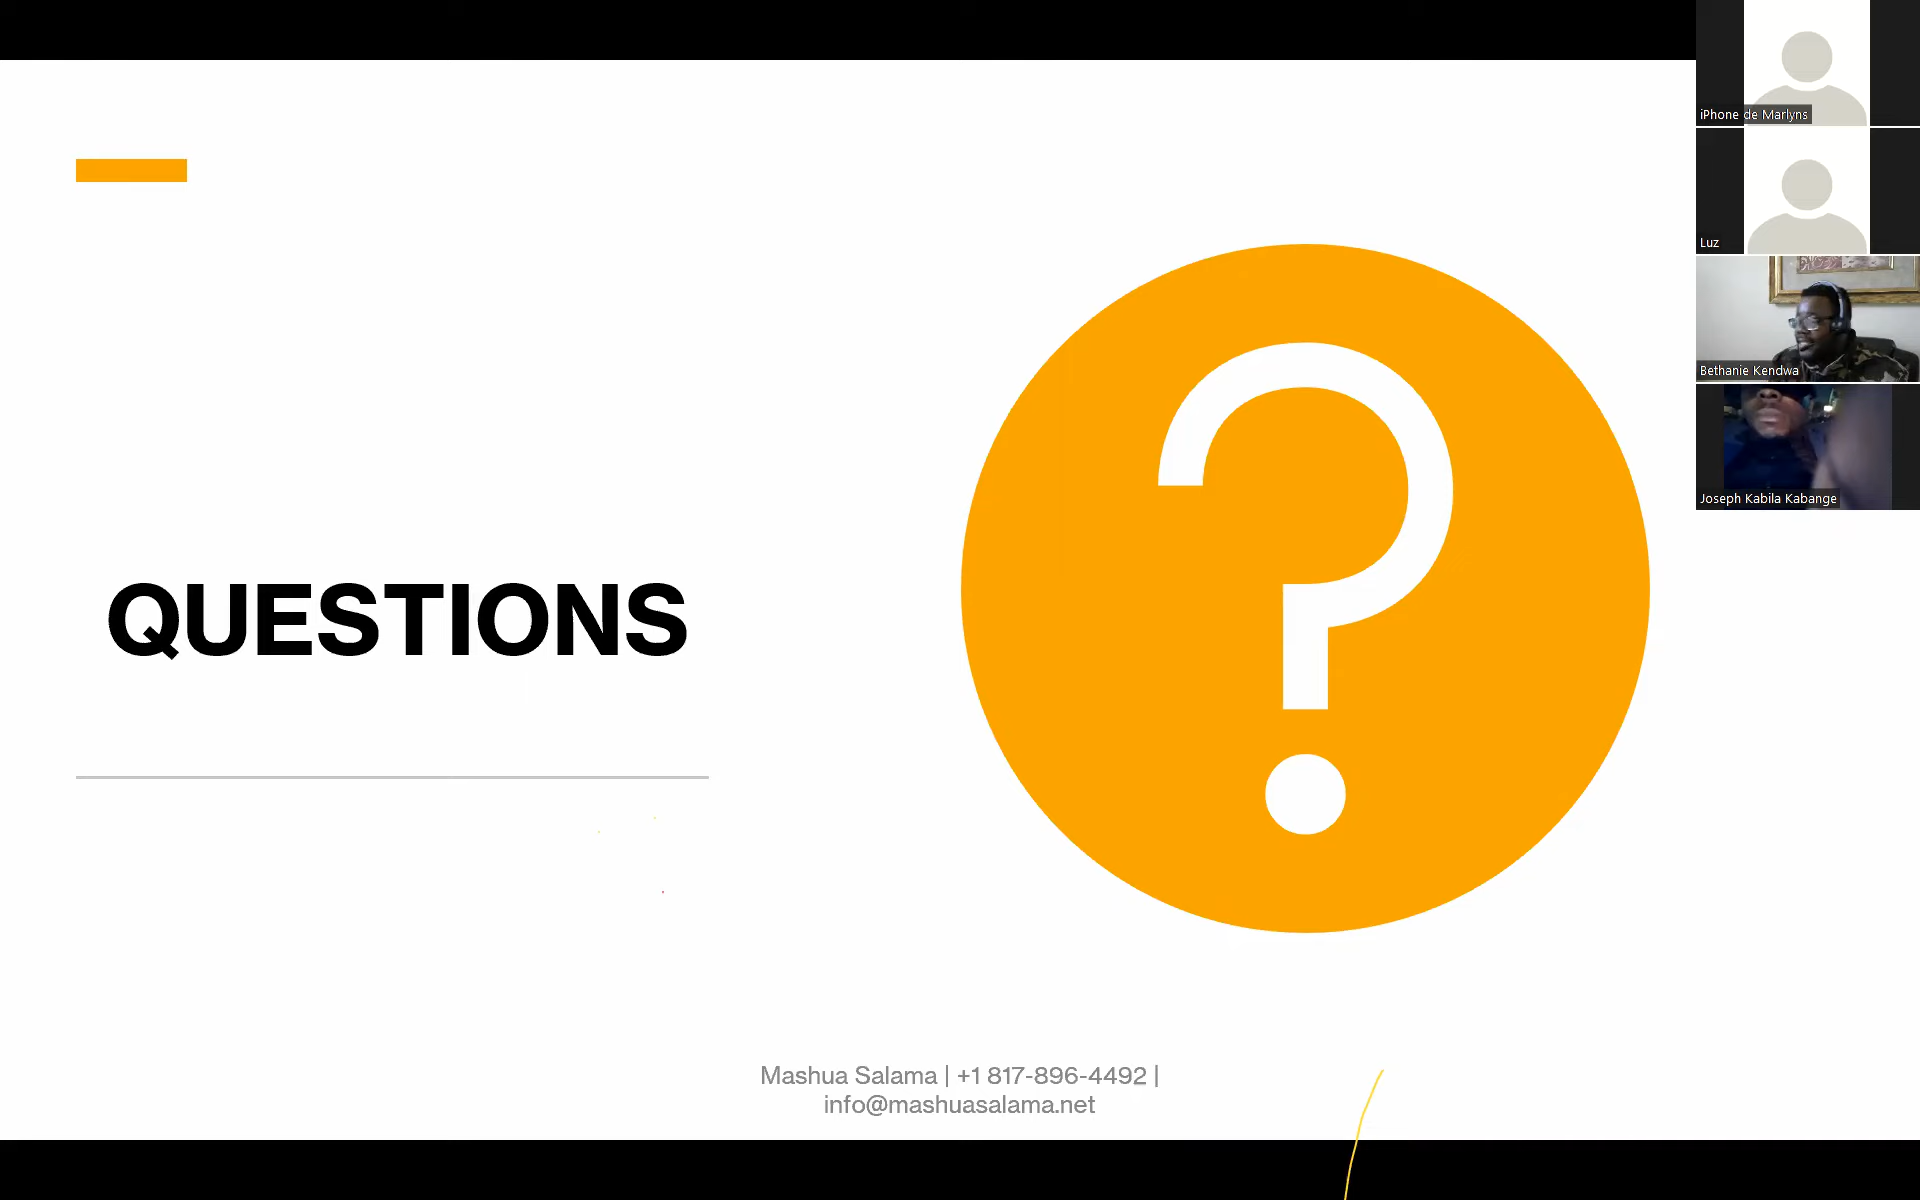 QUESTIONS
Mashua Salama | +1 817-896-4492 |
info@mashuasalama.net
iPhone de Marlyns
Luz
Bethanie Kendwa
Joseph Kabila Kabange